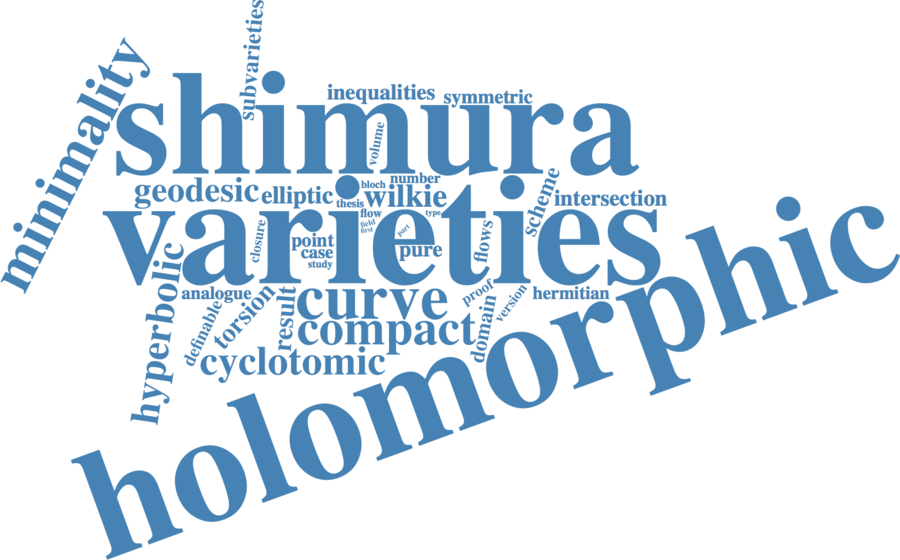 subvarieties
minimality
inequalities
symmetric
shimura
volume
bloch
number
geodesic
elliptic
thesis
wilkie
scheme
intersection
flow
type
field
first
part
varieties
closure
point
case
study
pure
flows
hyperbolic
analogue
definable
torsion
result
curve
proof
version
hermitian
compact
domain
cyclotomic
holomorphic